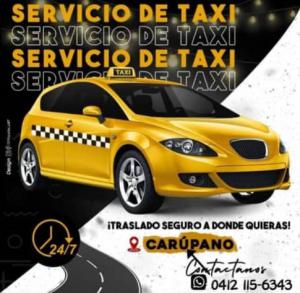 SERVICIO DE TAXI
SERVICIO DE TAXI
SERVICIO DE TAXI
SERVICIO DE TAXI
TAXI
¡TRASLADO SEGURO A DONDE QUIERAS!
CARÚPANO
24/7
Contactanos
0412 115-6343
Design